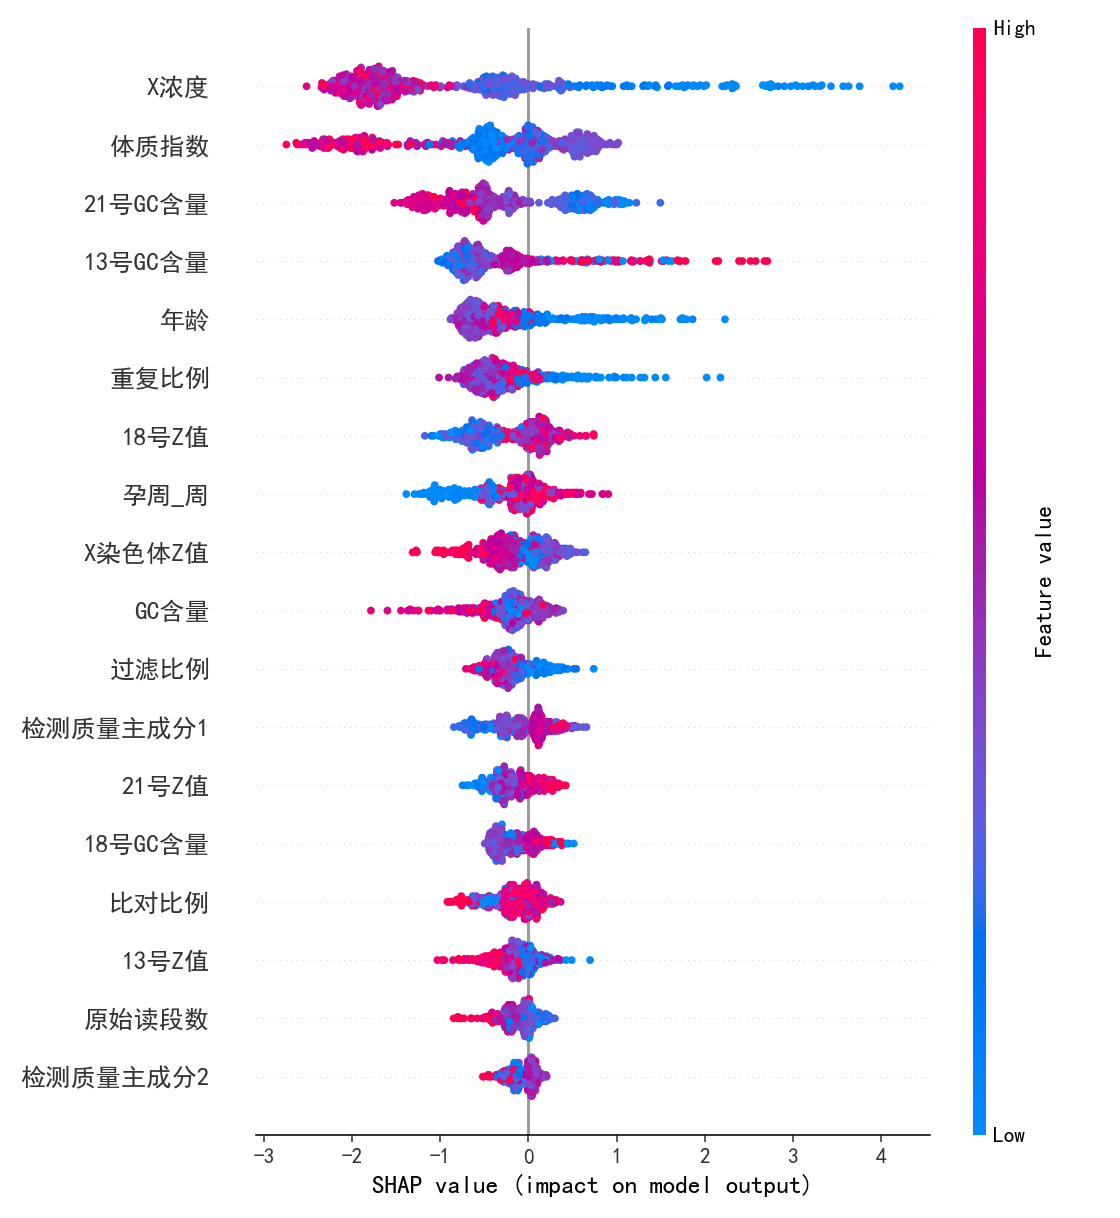 High
X浓度
体质指数
21号GC含量
13号GC含量
年龄
重复比例
18号Z值
孕周_周
X染色体Z值
GC含量
过滤比例
检测质量主成分1
21号Z值
18号GC含量
比对比例
13号Z值
原始读段数
检测质量主成分2
Feature value
Low
−3 −2 −1 0 1 2 3 4
SHAP value (impact on model output)